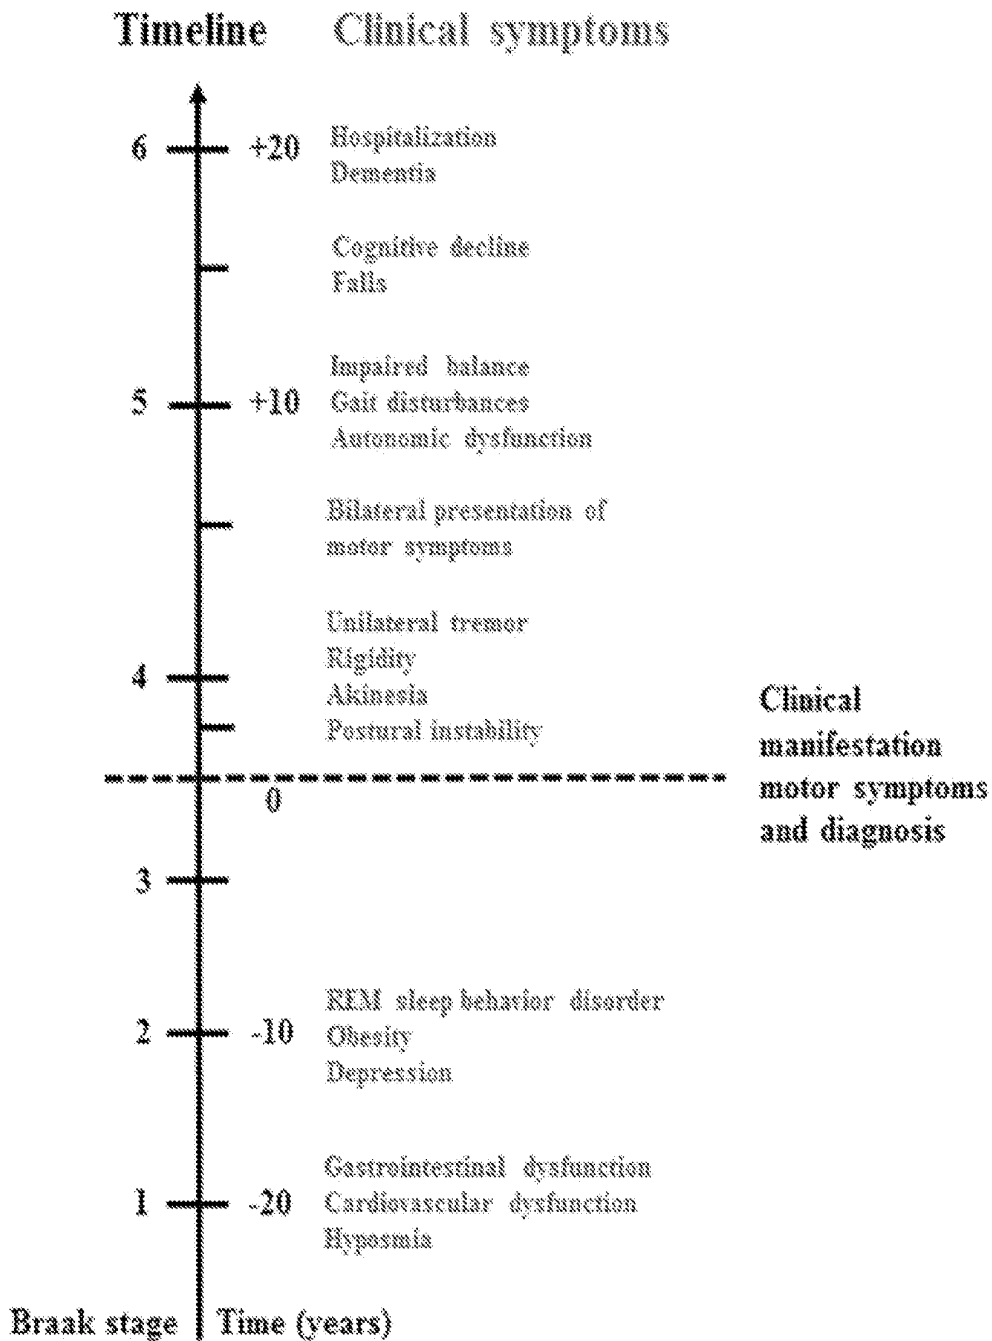 Timeline Clinical symptoms
6 +20 Hospitalization
Dementia
Cognitive decline
Falls
Impaired balance
5 +10 Gait disturbances
Autonomic dysfunction
Bilateral presentation of
motor symptoms
Unilateral tremor
Rigidity
4 Akinesia
Postural instability
Clinical
manifestation
motor symptoms
and diagnosis
0
3
REM sleep behavior disorder
2 -10 Obesity
Depression
Gastrointestinal dysfunction
1 -20 Cardiovascular dysfunction
Hyposmia
Braak stage Time (years)